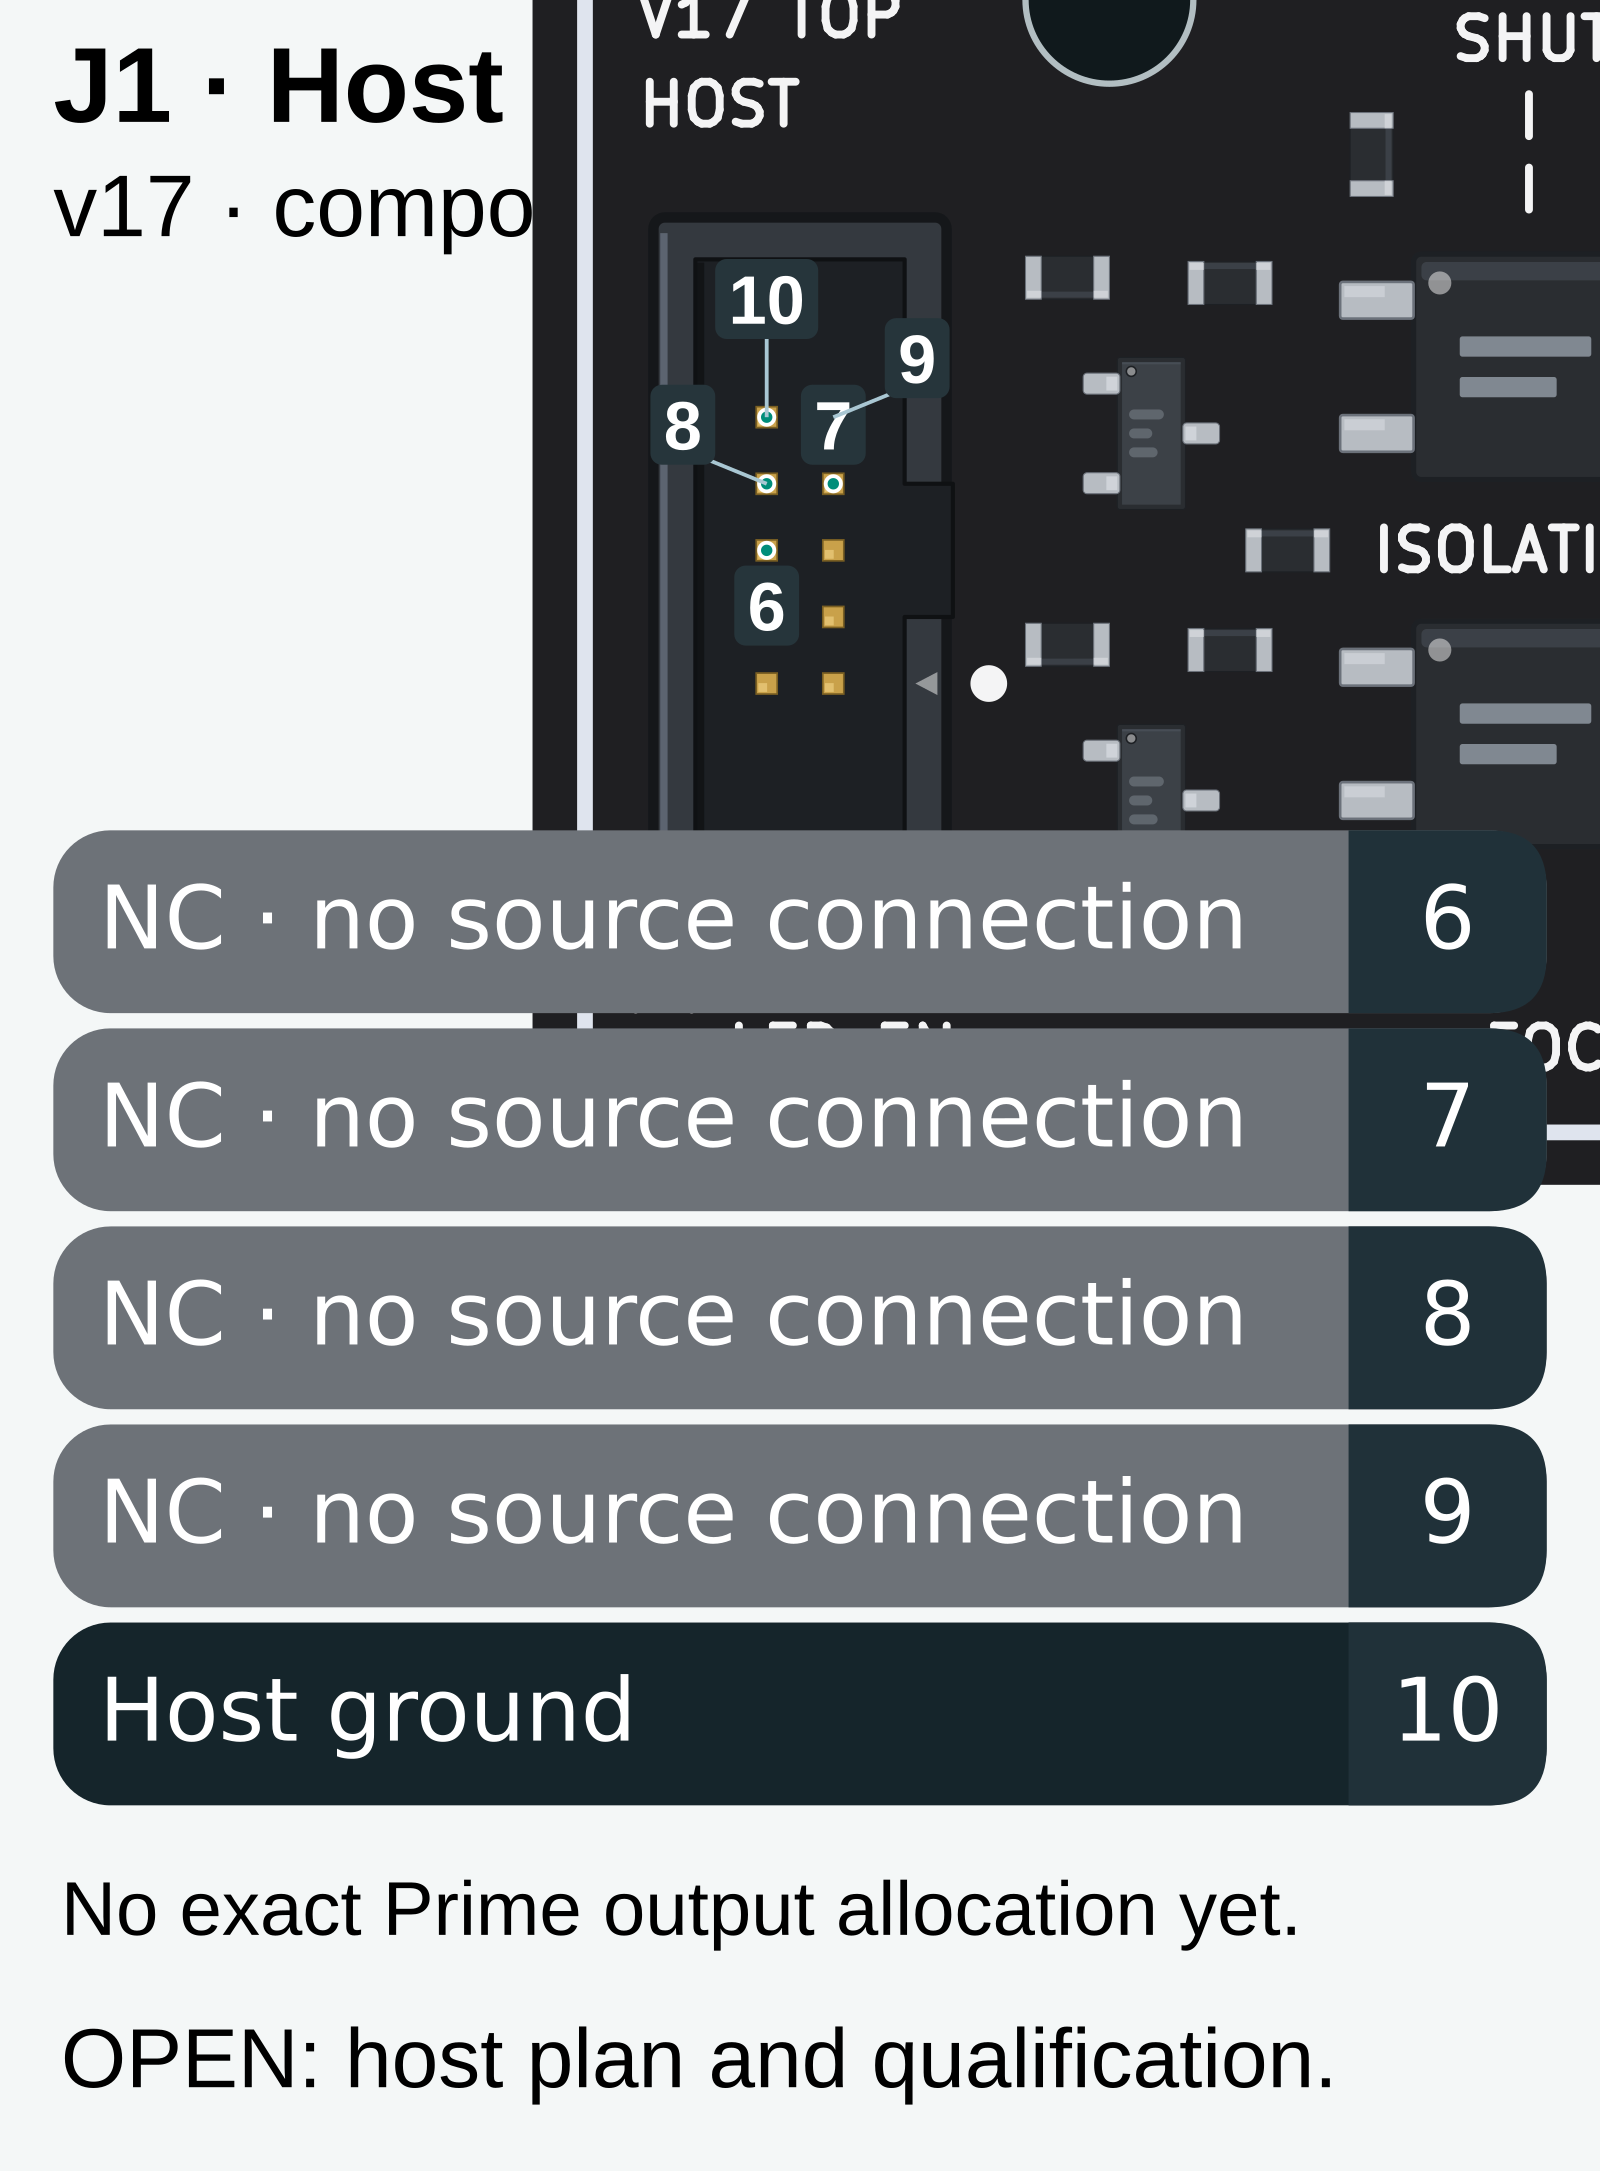 J1 · Host
v17 · compo
V17 TOP
HOST
SHUT
10
9
8
7
6
ISOLATI
NC · no source connection 6
NC · no source connection 7
NC · no source connection 8
NC · no source connection 9
Host ground 10
No exact Prime output allocation yet.
OPEN: host plan and qualification.